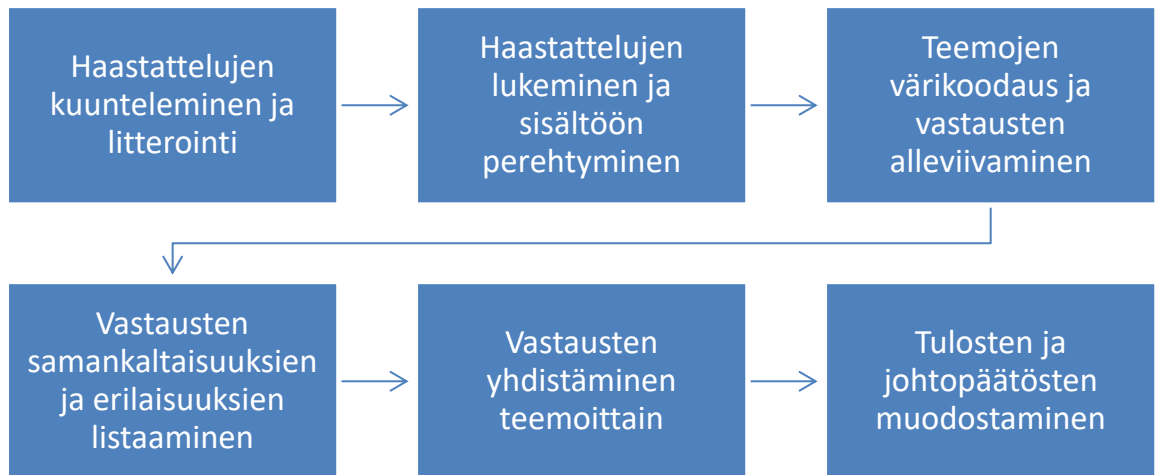 Haastattelujen
kuunteleminen ja
litterointi
Haastattelujen
lukeminen ja
sisältöön
perehtyminen
Teemojen
värikoodaus ja
vastausten
alleviivaminen
Vastausten
samankaltaisuuksien
ja erilaisuuksien
listaaminen
Vastausten
yhdistäminen
teemoittain
Tulosten ja
johtopäätösten
muodostaminen